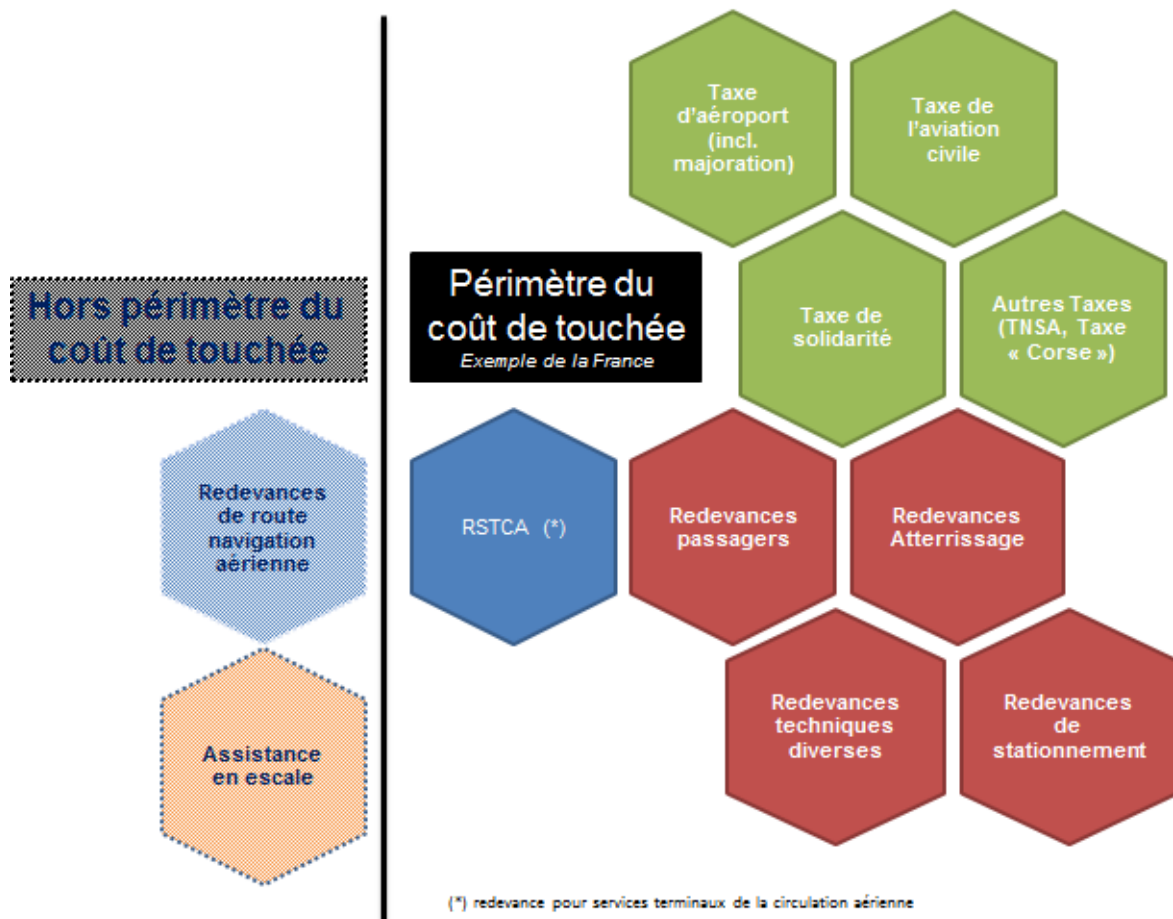 Hors périmètre du
coût de touchée
Redevances
de route
navigation
aérienne
Assistance
en escale
Périmètre du
coût de touchée
Exemple de la France
Taxe
d'aéroport
(incl.
majoration)
Taxe de
l'aviation
civile
Taxe de
solidarité
Autres Taxes
(TNSA, Taxe
« Corse »)
RSTCA (*)
Redevances
passagers
Redevances
Atterrissage
Redevances
techniques
diverses
Redevances
de
stationnement
(*) redevance pour services terminaux de la circulation aérienne